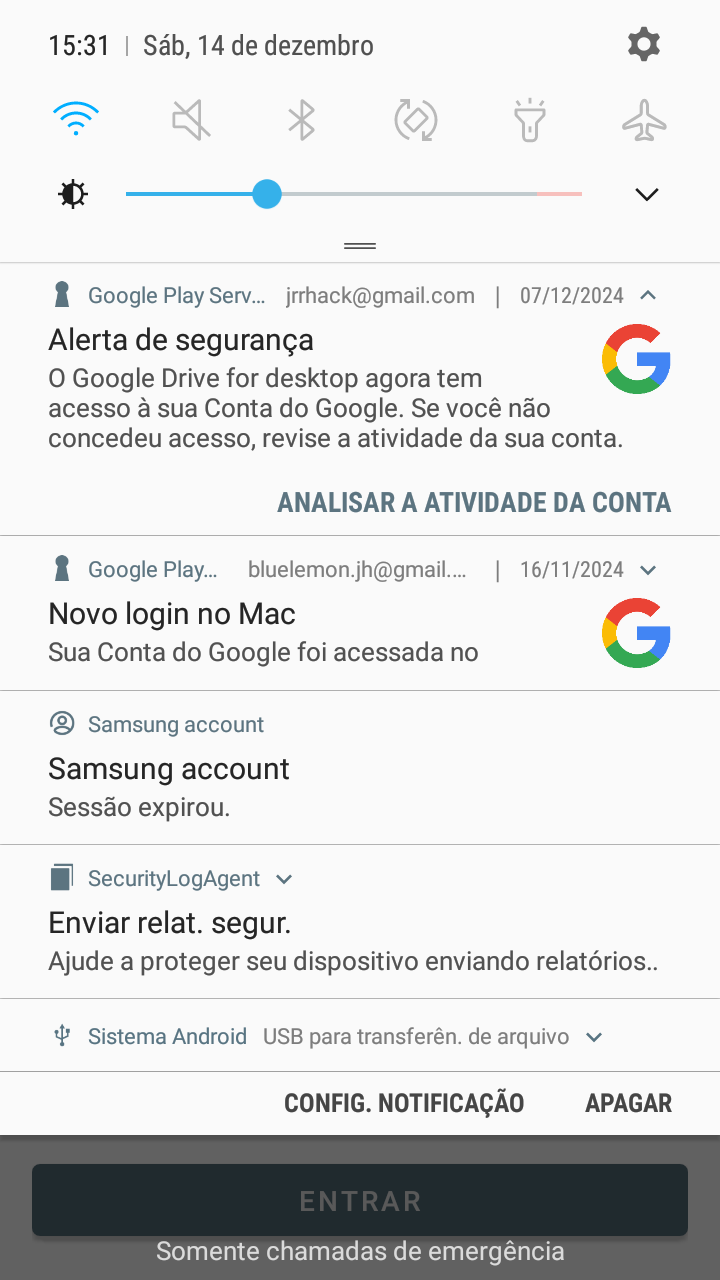 15:31 | Sáb, 14 de dezembro
Google Play Serv... jrrhack@gmail.com | 07/12/2024
Alerta de segurança
O Google Drive for desktop agora tem
acesso à sua Conta do Google. Se você não
concedeu acesso, revise a atividade da sua conta.
ANALISAR A ATIVIDADE DA CONTA
Google Play... bluelemon.jh@gmail.... | 16/11/2024
Novo login no Mac
Sua Conta do Google foi acessada no
Samsung account
Samsung account
Sessão expirou.
SecurityLogAgent
Enviar relat. segur.
Ajude a proteger seu dispositivo enviando relatórios..
Sistema Android USB para transferên. de arquivo
CONFIG. NOTIFICAÇÃO APAGAR
ENTRAR
Somente chamadas de emergência